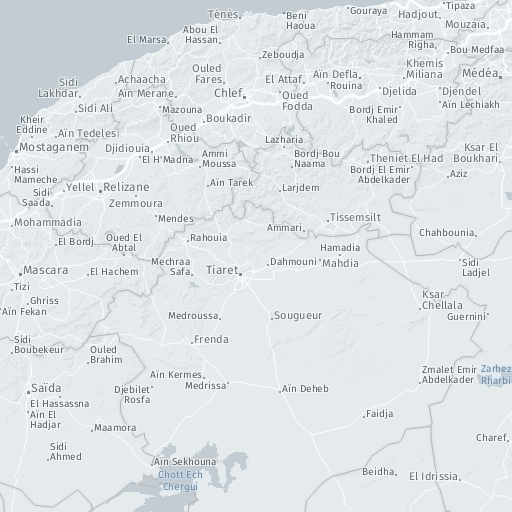 Ténès
Beni
Haoua
Gouraya
Tipaza
Hadjout
Mouzaïa
El Marsa
Abou El
Hassan
Hammam
Righa
Bou Medfaa
Zeboudja
Sidi
Lakhdar
Achaacha
Ouled
Fares
El Attaf
Aïn Defla
Khemis
Miliana
Médéa
Aïn Merane
Chlef
Oued
Fodda
Rouina
Djelida
Djendel
Aïn Lechiakh
Sidi Ali
Mazouna
Boukadir
Bordj Emir
Khaled
Kheir
Eddine
Aïn Tedeles
Oued
Rhiou
Lazharia
Mostaganem
Djidiouia
El H'Madna
Ammi
Moussa
Bordj Bou
Naama
Theniet El Had
Ksar El
Boukhari
Hassi
Mameche
Bordj El Emir
Abdelkader
Aziz
Sidi
Saada
Yellel
Relizane
Zemmoura
Aïn Tarek
Larjdem
Mohammadia
Mendes
Tissemsilt
Ammari
Chahbounia
El Bordj
Oued El
Abtal
Rahouia
Hamadia
Mahdia
Dahmouni
Mascara
El Hachem
Mechraa
Safa
Tiaret
Sidi
Ladjel
Tizi
Ghriss
Aïn Fekan
Ksar
Chellala
Guernini
Medroussa
Sougueur
Sidi
Boubekeur
Ouled
Brahim
Frenda
Zmalet Emir
Abdelkader
Zarhez
Rharbi
Saïda
Djebilet
Rosfa
Aïn Kermes
Medrissa
Aïn Deheb
El Hassassna
Aïn El
Hadjar
Maamora
Faidja
Sidi
Ahmed
Charef
Aïn Sekhouna
Chott Ech
Chergui
Beidha
El Idrissia